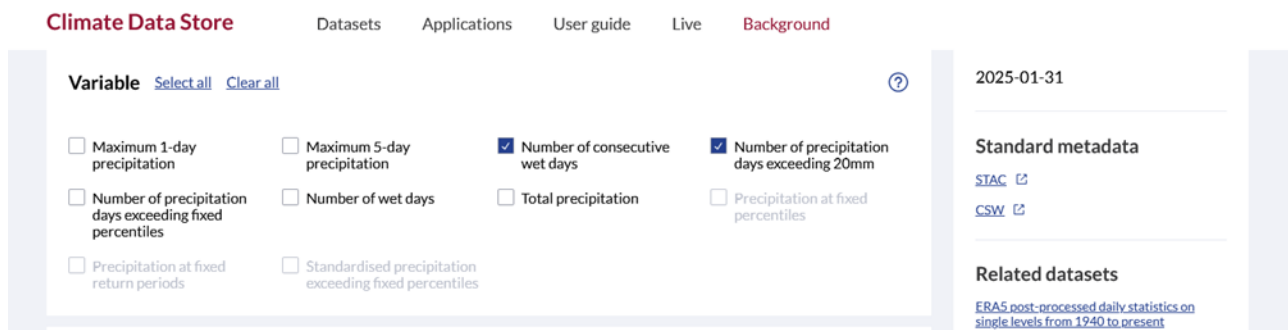 Climate Data Store Datasets Applications User guide Live Background
Variable Select all Clear all
Maximum 1-day
precipitation
Maximum 5-day
precipitation
Number of consecutive
wet days
Number of precipitation
days exceeding 20mm
Number of precipitation
days exceeding fixed
percentiles
Number of wet days
Total precipitation
Precipitation at fixed
percentiles
Precipitation at fixed
return periods
Standardised precipitation
exceeding fixed percentiles
2025-01-31
Standard metadata
STAC
CSW
Related datasets
ERA5 post-processed daily statistics on
single levels from 1940 to present